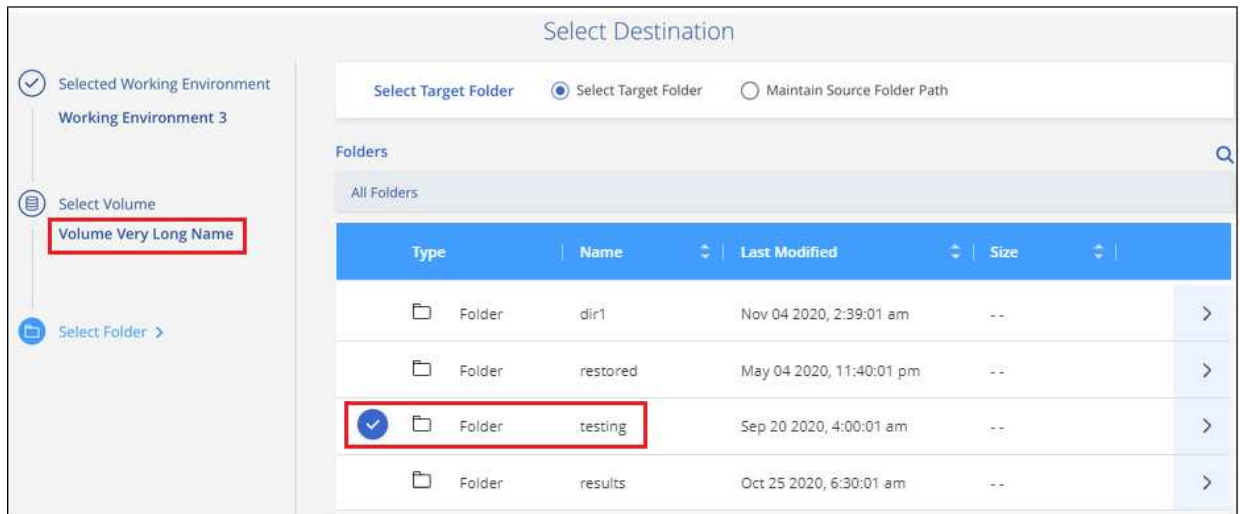 Select Destination
Selected Working Environment
Working Environment 3
Select Volume
Volume Very Long Name
Select Folder >
Select Target Folder Select Target Folder Maintain Source Folder Path
Folders
All Folders
Type Name Last Modified Size
Folder dir1 Nov 04 2020, 2:39:01 am --
Folder restored May 04 2020, 11:40:01 pm --
Folder testing Sep 20 2020, 4:00:01 am --
Folder results Oct 25 2020, 6:30:01 am --